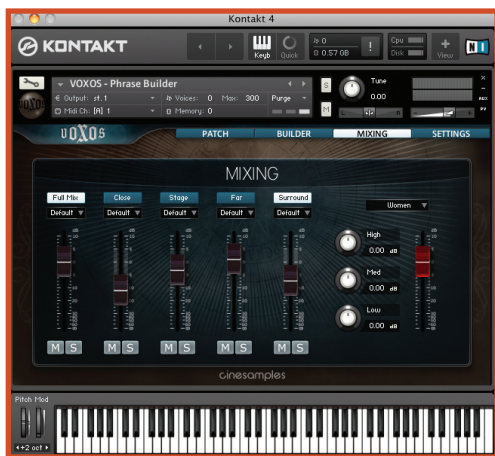 Kontakt 4
KONTAKT
Keyb
Quick
0
0.57 GB
!
Cpu
Disk
View
VOXOS - Phrase Builder
Output: st.1
Voices: 0 Max: 300
Purge
Midi Ch: [A] 1
Memory: 0
S
M
Tune
0.00
L R
AUX
PV
VOXOS
VOXOS
PATCH BUILDER MIXING SETTINGS
MIXING
Full Mix Close Stage Far Surround
Default Default Default Default Default
Women
High
0.00 dB
Med
0.00 dB
Low
0.00 dB
M S M S M S M S M S
cinesamples
Pitch Mod
+2 oct